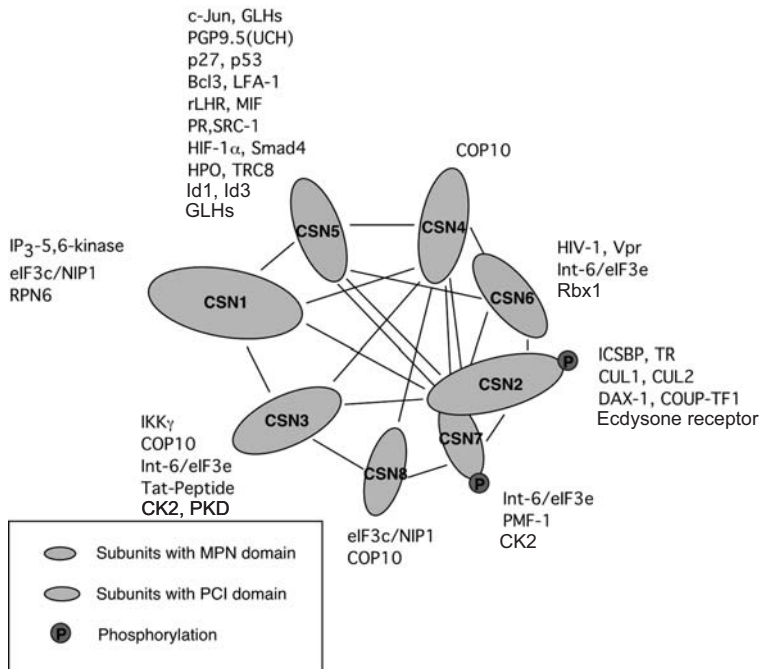 c-Jun, GLHs
PGP9.5(UCH)
p27, p53
Bcl3, LFA-1
rLHR, MIF
PR,SRC-1
HIF-1α, Smad4
HPO, TRC8
Id1, Id3
GLHs
COP10
CSN5
CSN4
IP3-5,6-kinase
eIF3c/NIP1
RPN6
CSN1
HIV-1, Vpr
Int-6/eIF3e
Rbx1
CSN6
P
CSN2
ICSBP, TR
CUL1, CUL2
DAX-1, COUP-TF1
Ecdysone receptor
CSN3
IKKγ
COP10
Int-6/eIF3e
Tat-Peptide
CK2, PKD
CSN7
CSN8
P
Int-6/eIF3e
PMF-1
CK2
eIF3c/NIP1
COP10
Subunits with MPN domain
Subunits with PCI domain
P Phosphorylation